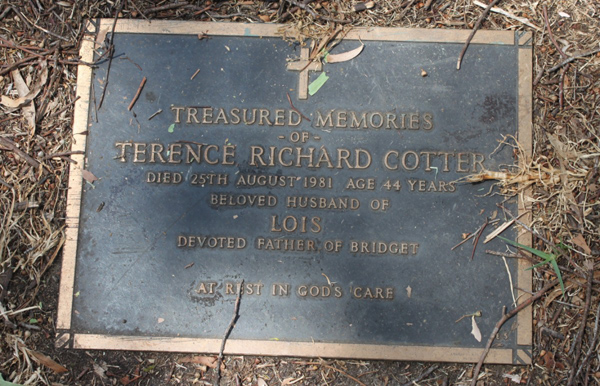 TREASURED MEMORIES
- OF -
TERENCE RICHARD COTTER
DIED 25TH AUGUST 1981 AGE 44 YEARS
BELOVED HUSBAND OF
LOIS
DEVOTED FATHER OF BRIDGET
AT REST IN GOD'S CARE